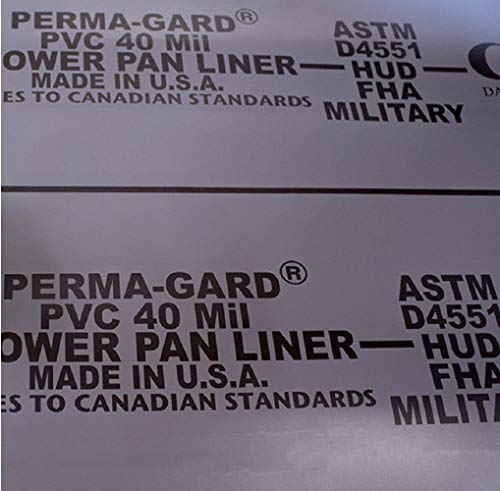 PERMA-GARD®
PVC 40 Mil
OWER PAN LINER
MADE IN U.S.A.
ES TO CANADIAN STANDARDS
ASTM
D4551
HUD
FHA
MILITARY
DA
PERMA-GARD®
PVC 40 Mil
OWER PAN LINER
MADE IN U.S.A.
ES TO CANADIAN STANDARDS
ASTM
D4551
HUD
FHA
MILITA